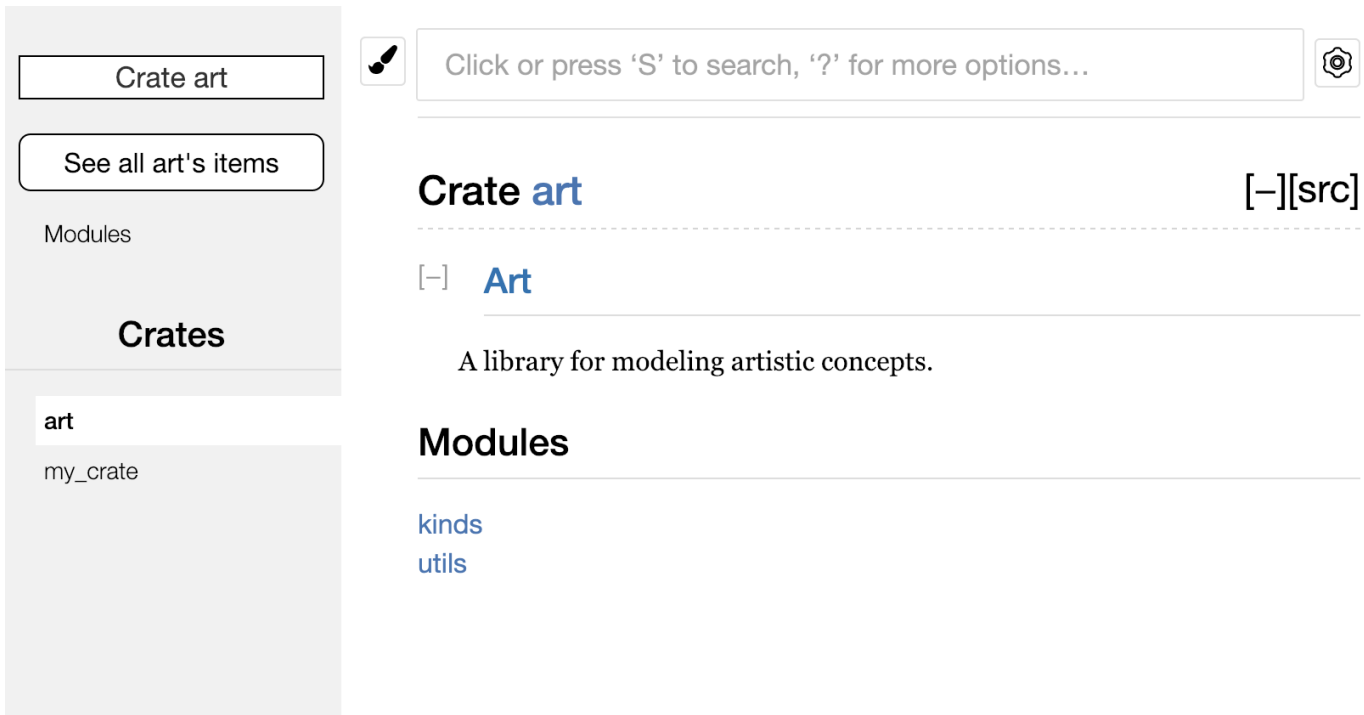 Crate art
See all art's items
Modules
Crates
art
my_crate
Click or press ‘S’ to search, ‘?’ for more options…
Crate art
[−][src]
[−]
Art
A library for modeling artistic concepts.
Modules
kinds
utils